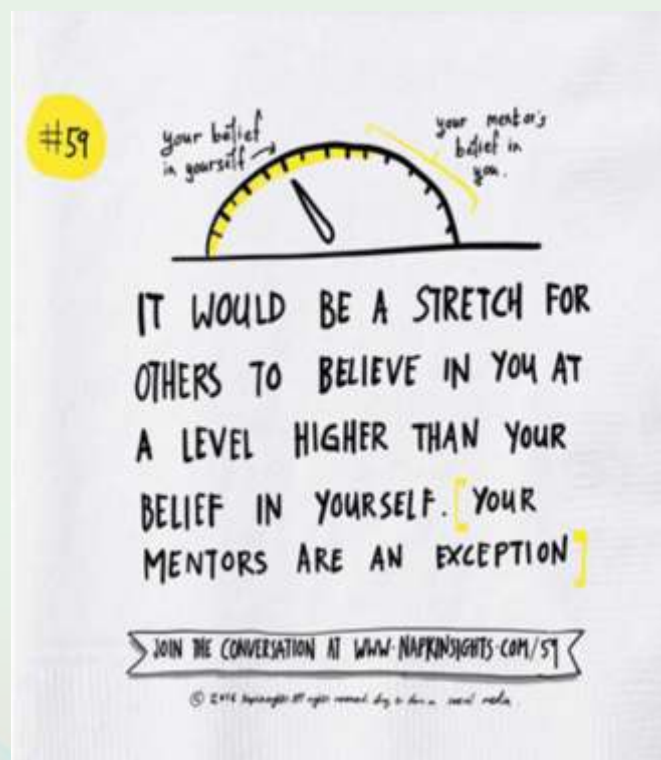 #59
your belief
in yourself
your mentor's
belief in
you.
IT WOULD BE A STRETCH FOR
OTHERS TO BELIEVE IN YOU AT
A LEVEL HIGHER THAN YOUR
BELIEF IN YOURSELF. [YOUR
MENTORS ARE AN EXCEPTION]
JOIN THE CONVERSATION AT WWW.NAPKINSIGHTS.COM/59